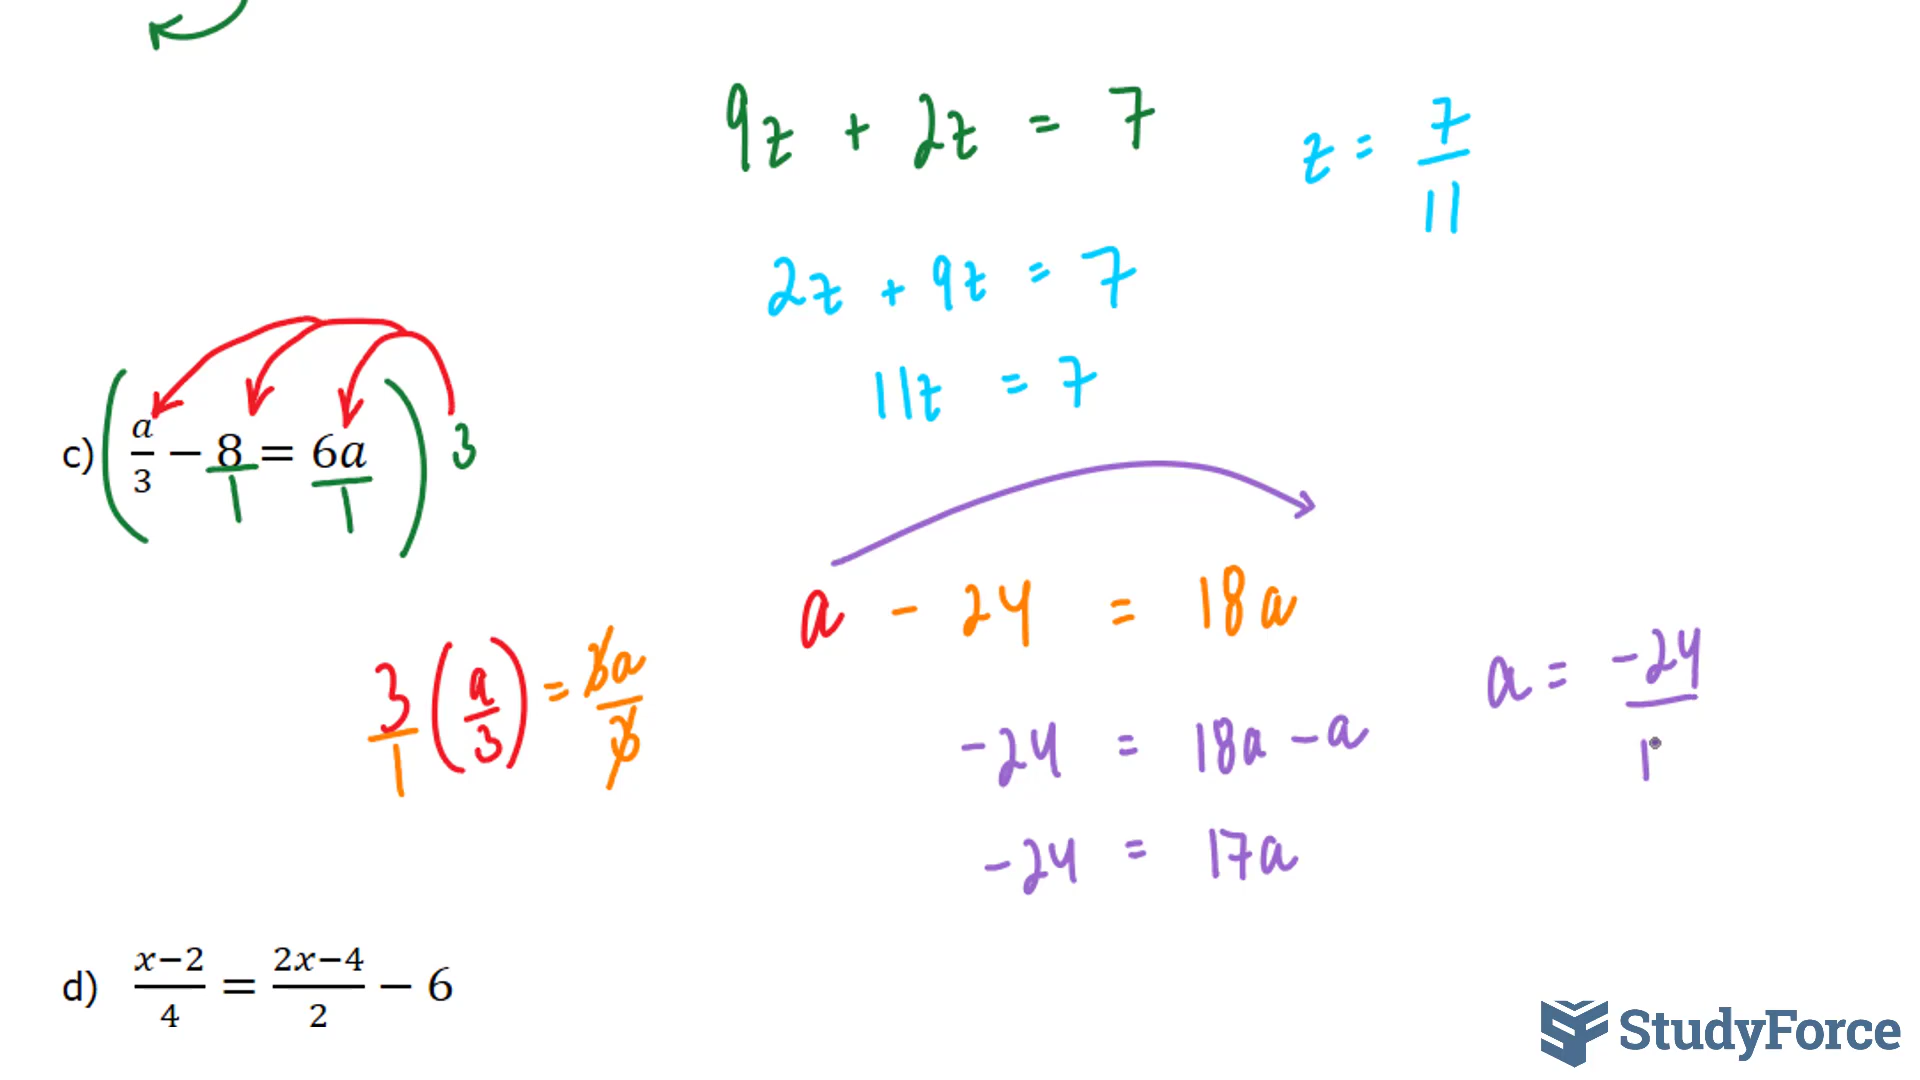 9z + 2z = 7
z = 7/11
2z + 9z = 7
11z = 7
c) (a/3 − 8/1 = 6a/1) 3
a - 24 = 18a
3/1 (a/3) = 3a/3
-24 = 18a - a
a = -24/1
-24 = 17a
d) x−2/4 = 2x−4/2 − 6
StudyForce